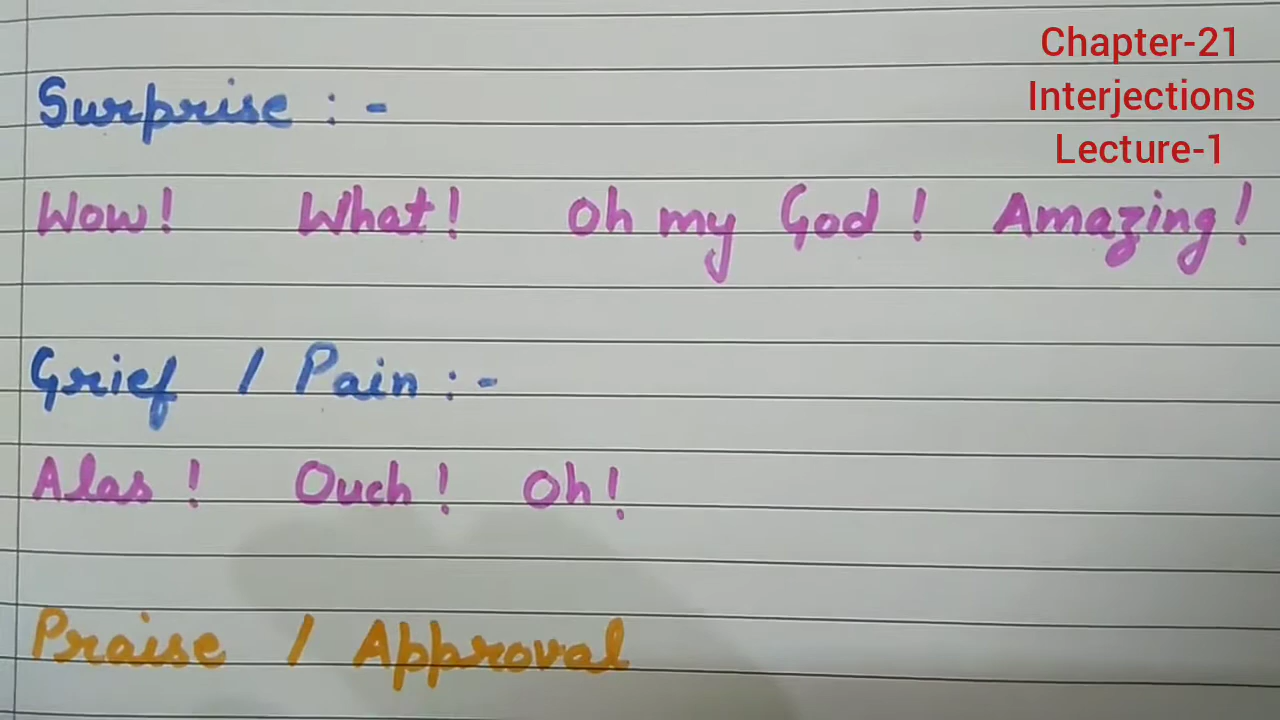 Chapter-21
Interjections
Lecture-1
Surprise : -
Wow! What! Oh my God ! Amazing!
Grief / Pain : -
Alas ! Ouch ! Oh!
Praise / Approval